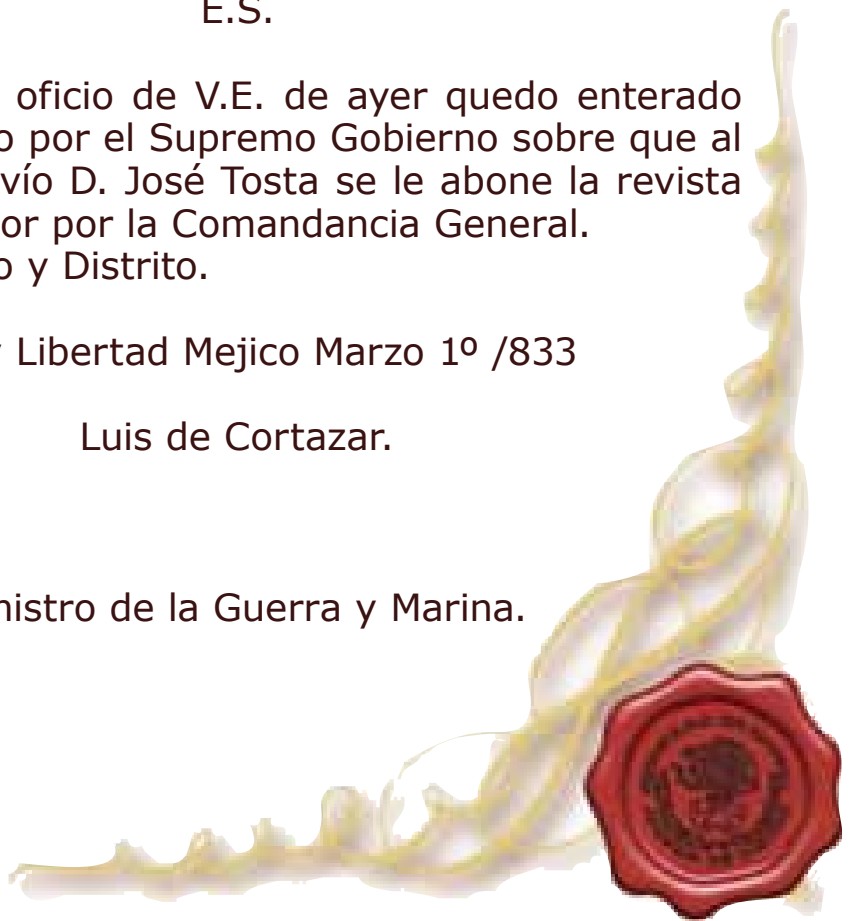 E.S.
oficio de V.E. de ayer quedo enterado
o por el Supremo Gobierno sobre que al
vío D. José Tosta se le abone la revista
or por la Comandancia General.
o y Distrito.
Libertad Mejico Marzo 1º /833
Luis de Cortazar.
nistro de la Guerra y Marina.